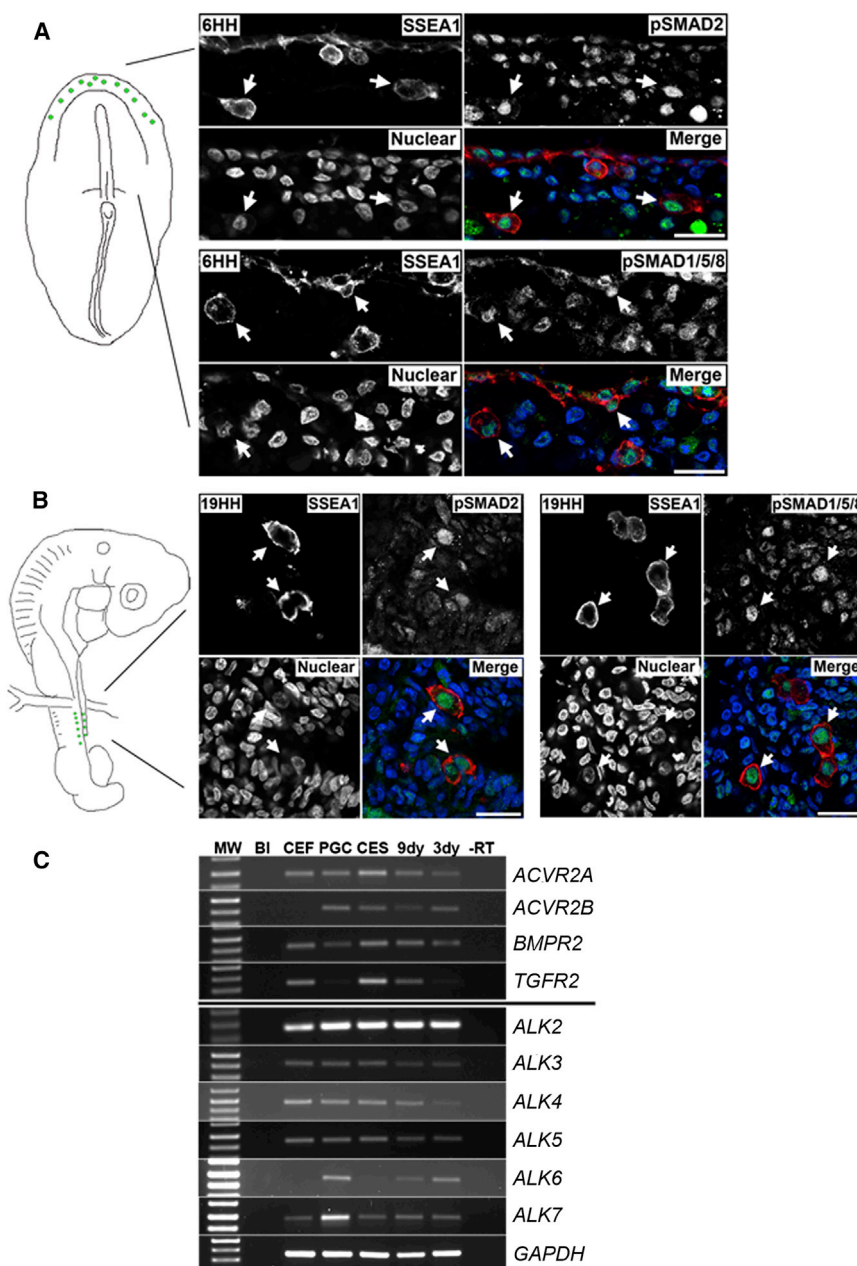 A
6HH SSEA1 pSMAD2
Nuclear Merge
6HH SSEA1 pSMAD1/5/8
Nuclear Merge
B
19HH SSEA1 pSMAD2 19HH SSEA1 pSMAD1/5/8
Nuclear Merge Nuclear Merge
C
MW Bl CEF PGC CES 9dy 3dy -RT
ACVR2A
ACVR2B
BMPR2
TGFR2
ALK2
ALK3
ALK4
ALK5
ALK6
ALK7
GAPDH